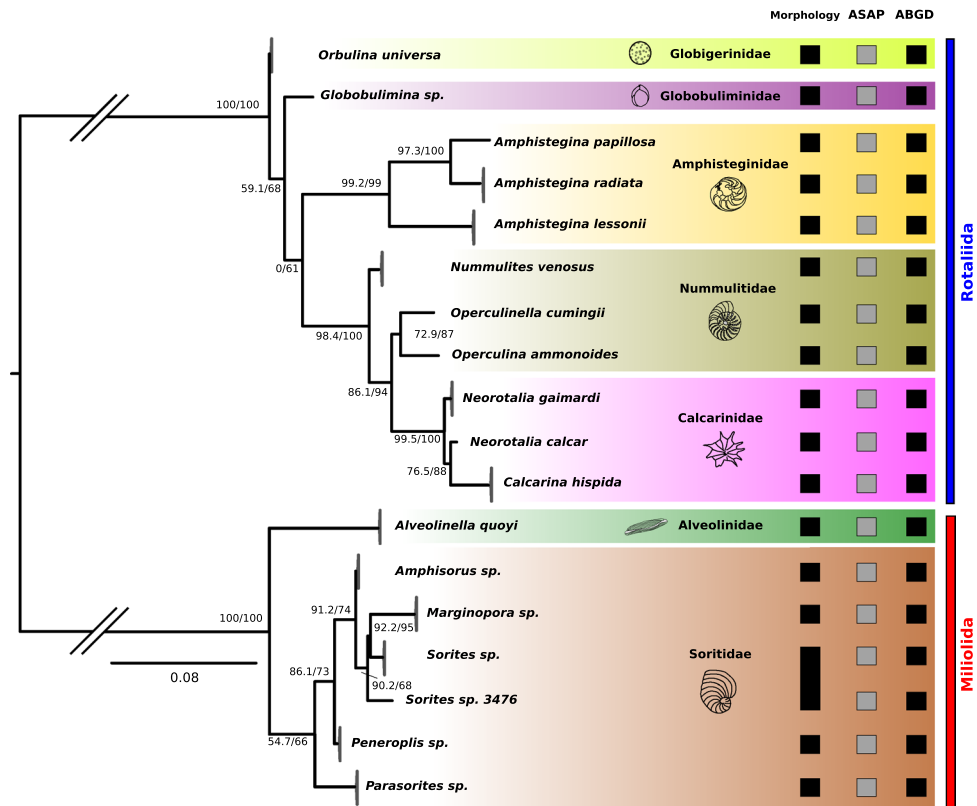 Morphology ASAP ABGD
Orbulina universa
Globigerinidae
100/100
Globobulimina sp.
Globobuliminidae
97.3/100
Amphistegina papillosa
Amphisteginidae
99.2/99
Amphistegina radiata
59.1/68
Amphistegina lessonii
Rotaliida
0/61
Nummulites venosus
Nummulitidae
Operculinella cumingii
98.4/100
72.9/87
Operculina ammonoides
86.1/94
Neorotalia gaimardi
Calcarinidae
99.5/100
Neorotalia calcar
76.5/88
Calcarina hispida
Alveolinella quoyi
Alveolinidae
Amphisorus sp.
91.2/74
Marginopora sp.
100/100
92.2/95
Sorites sp.
Soritidae
Miliolida
86.1/73
0.08
90.2/68
Sorites sp. 3476
54.7/66
Peneroplis sp.
Parasorites sp.